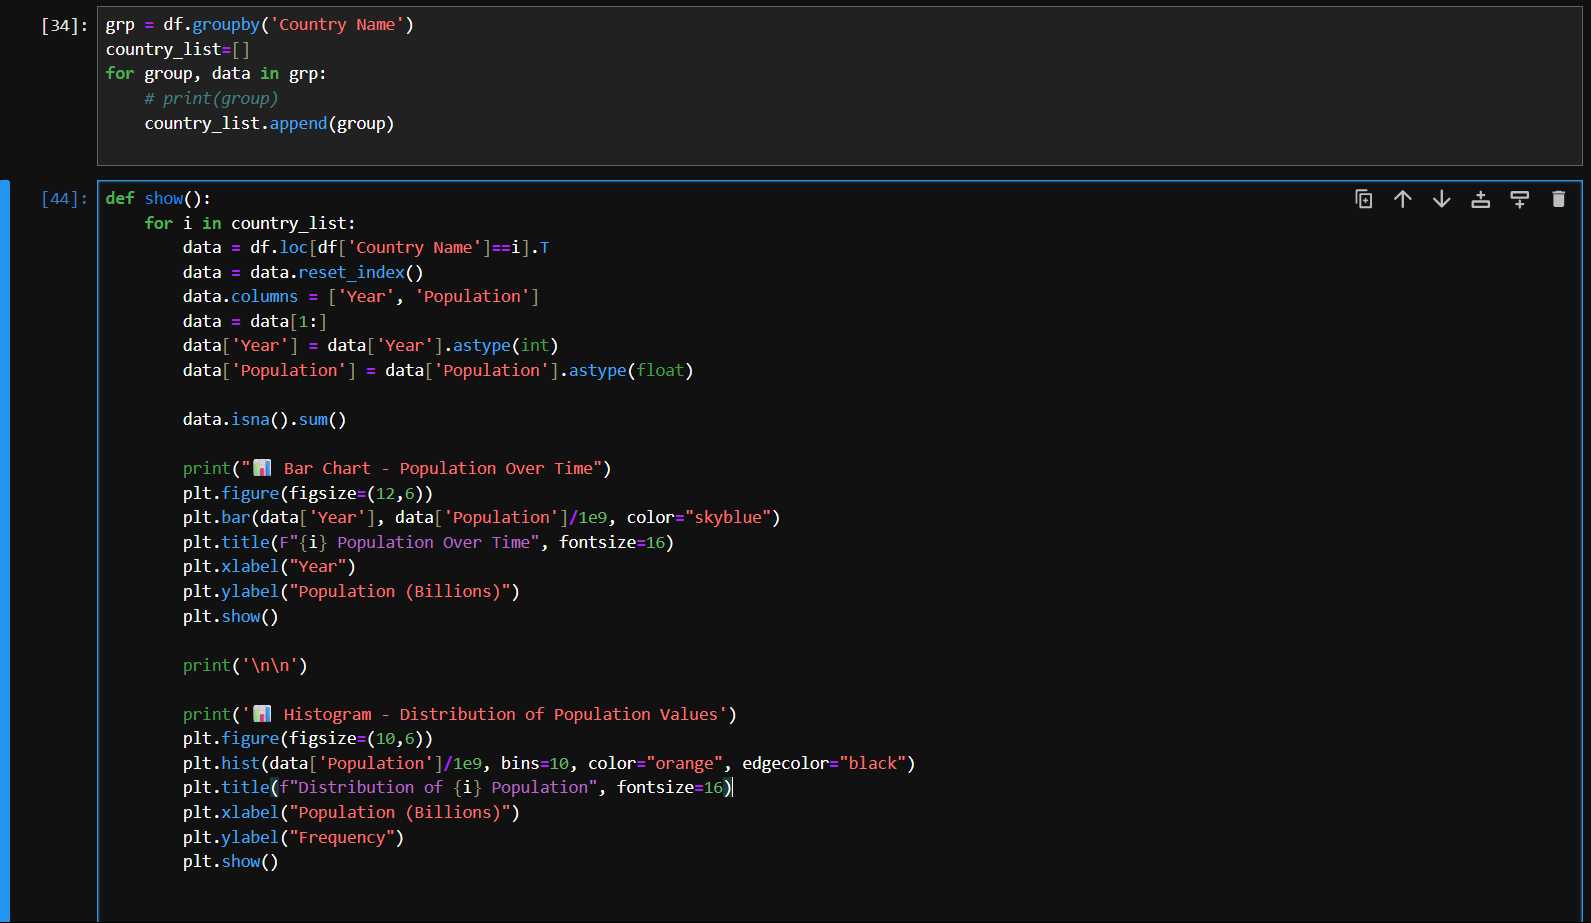 [34]: grp = df.groupby('Country Name')
country_list=[]
for group, data in grp:
    # print(group)
    country_list.append(group)
[44]: def show():
    for i in country_list:
        data = df.loc[df['Country Name']==i].T
        data = data.reset_index()
        data.columns = ['Year', 'Population']
        data = data[1:]
        data['Year'] = data['Year'].astype(int)
        data['Population'] = data['Population'].astype(float)
        data.isna().sum()
        print("📊 Bar Chart - Population Over Time")
        plt.figure(figsize=(12,6))
        plt.bar(data['Year'], data['Population']/1e9, color="skyblue")
        plt.title(F"{i} Population Over Time", fontsize=16)
        plt.xlabel("Year")
        plt.ylabel("Population (Billions)")
        plt.show()
        print('\n\n')
        print('📊 Histogram - Distribution of Population Values')
        plt.figure(figsize=(10,6))
        plt.hist(data['Population']/1e9, bins=10, color="orange", edgecolor="black")
        plt.title(f"Distribution of {i} Population", fontsize=16)
        plt.xlabel("Population (Billions)")
        plt.ylabel("Frequency")
        plt.show()